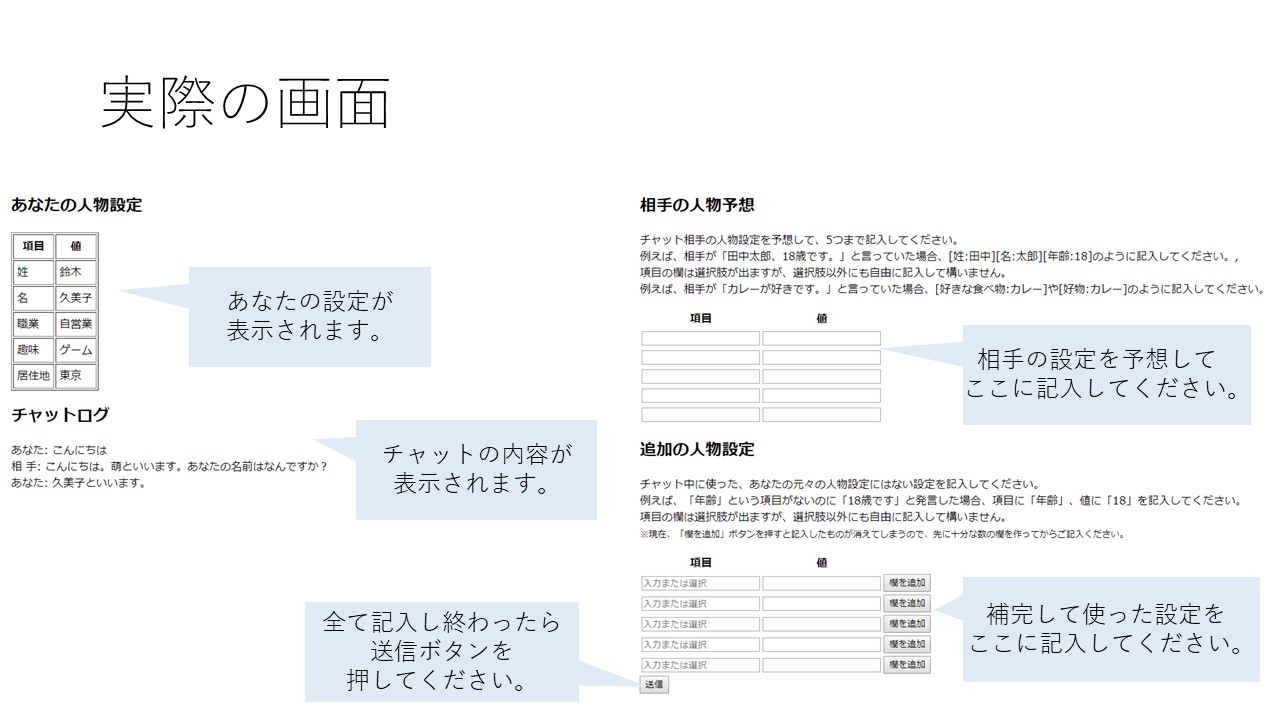 実際の画面
あなたの人物設定
項目 値
姓 鈴木
名 久美子
職業 自営業
趣味 ゲーム
居住地 東京
あなたの設定が
表示されます。
チャットログ
あなた: こんにちは
相 手: こんにちは。萌といいます。あなたの名前はなんですか？
あなた: 久美子といいます。
チャットの内容が
表示されます。
相手の人物予想
チャット相手の人物設定を予想して、5つまで記入してください。
例えば、相手が「田中太郎、18歳です。」と言っていた場合、[姓:田中][名:太郎][年齢:18]のように記入してください。,
項目の欄は選択肢が出ますが、選択肢以外にも自由に記入して構いません。
例えば、相手が「カレーが好きです。」と言っていた場合、[好きな食べ物:カレー]や[好物:カレー]のように記入してください。
項目 値
相手の設定を予想して
ここに記入してください。
追加の人物設定
チャット中に使った、あなたの元々の人物設定にはない設定を記入してください。
例えば、「年齢」という項目がないのに「18歳です」と発言した場合、項目に「年齢」、値に「18」を記入してください。
項目の欄は選択肢が出ますが、選択肢以外にも自由に記入して構いません。
※現在、「欄を追加」ボタンを押すと記入したものが消えてしまうので、先に十分な数の欄を作ってからご記入ください。
項目 値
入力または選択 欄を追加
入力または選択 欄を追加
入力または選択 欄を追加
入力または選択 欄を追加
入力または選択 欄を追加
送信
補完して使った設定を
ここに記入してください。
全て記入し終わったら
送信ボタンを
押してください。